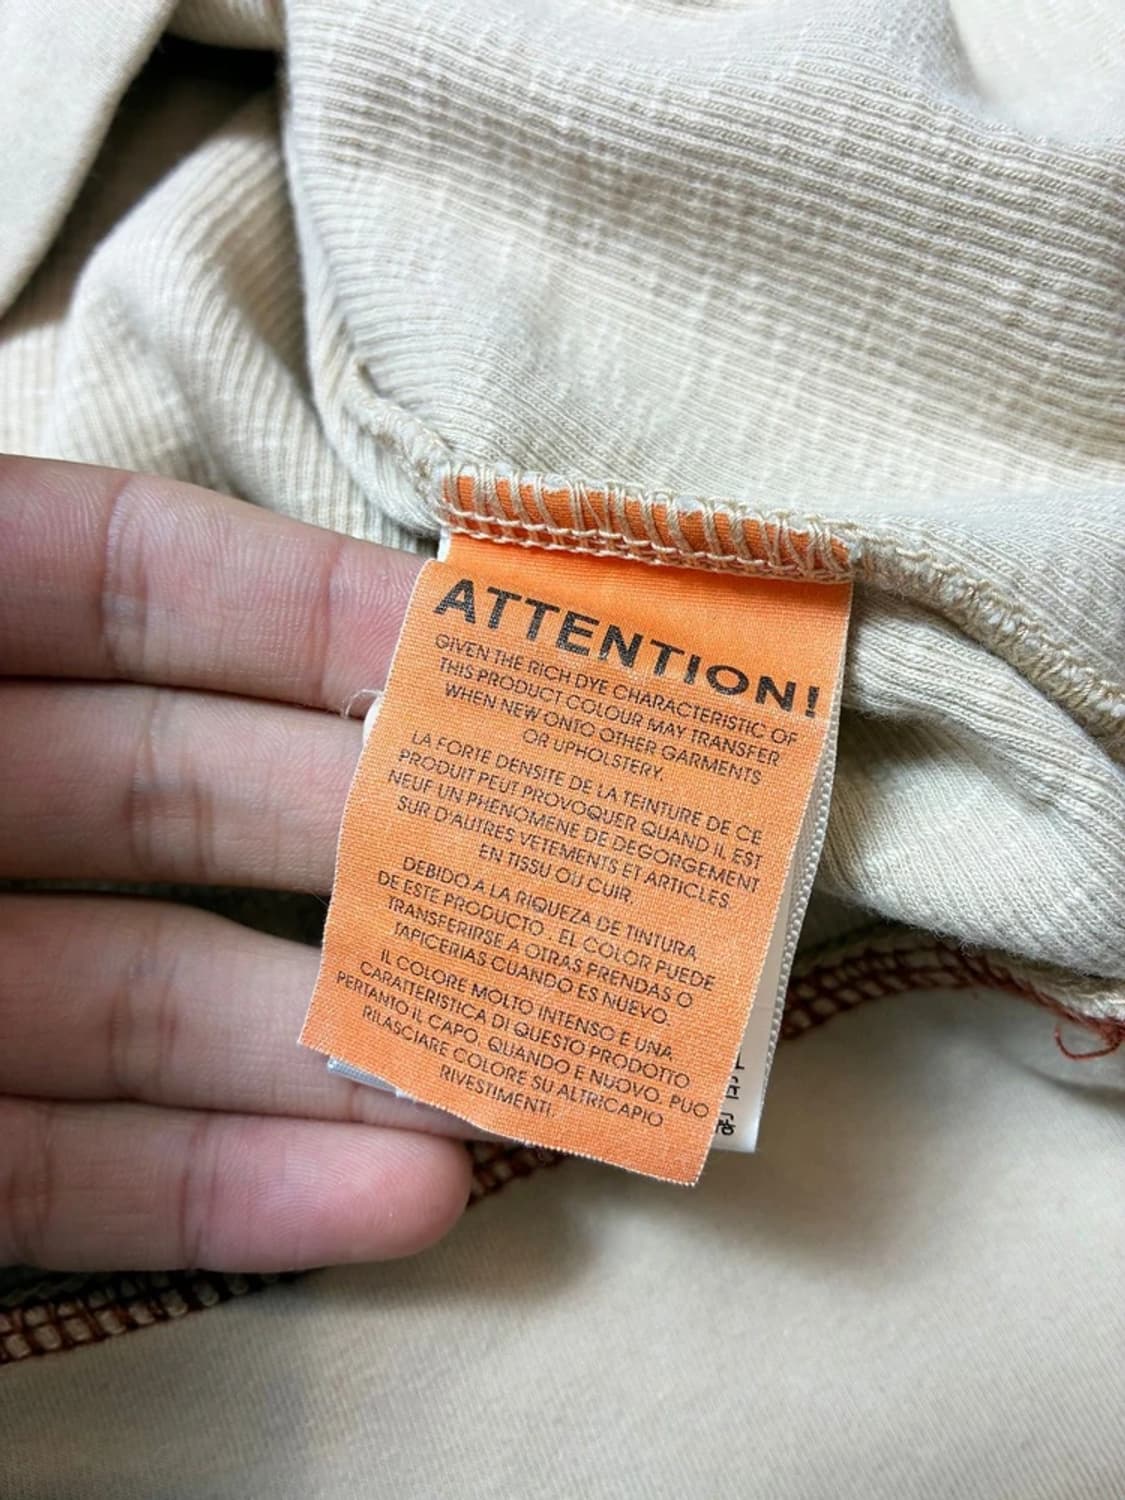 ATTENTION!
GIVEN THE RICH DYE CHARACTERISTIC OF
THIS PRODUCT COLOUR MAY TRANSFER
WHEN NEW ONTO OTHER GARMENTS
OR UPHOLSTERY.
LA FORTE DENSITE DE LA TEINTURE DE CE
PRODUIT PEUT PROVOQUER QUAND IL EST
NEUF UN PHENOMENE DE DEGORGEMENT
SUR D'AUTRES VETEMENTS ET ARTICLES
EN TISSU OU CUIR.
DEBIDO A LA RIQUEZA DE TINTURA
DE ESTE PRODUCTO . EL COLOR PUEDE
TRANSFERIRSE A OTRAS PRENDAS O
TAPICERIAS CUANDO ES NUEVO.
IL COLORE MOLTO INTENSO E UNA
CARATTERISTICA DI QUESTO PRODOTTO
PERTANTO IL CAPO, QUANDO E NUOVO, PUO
RILASCIARE COLORE SU ALTRICAPIO
RIVESTIMENTI.